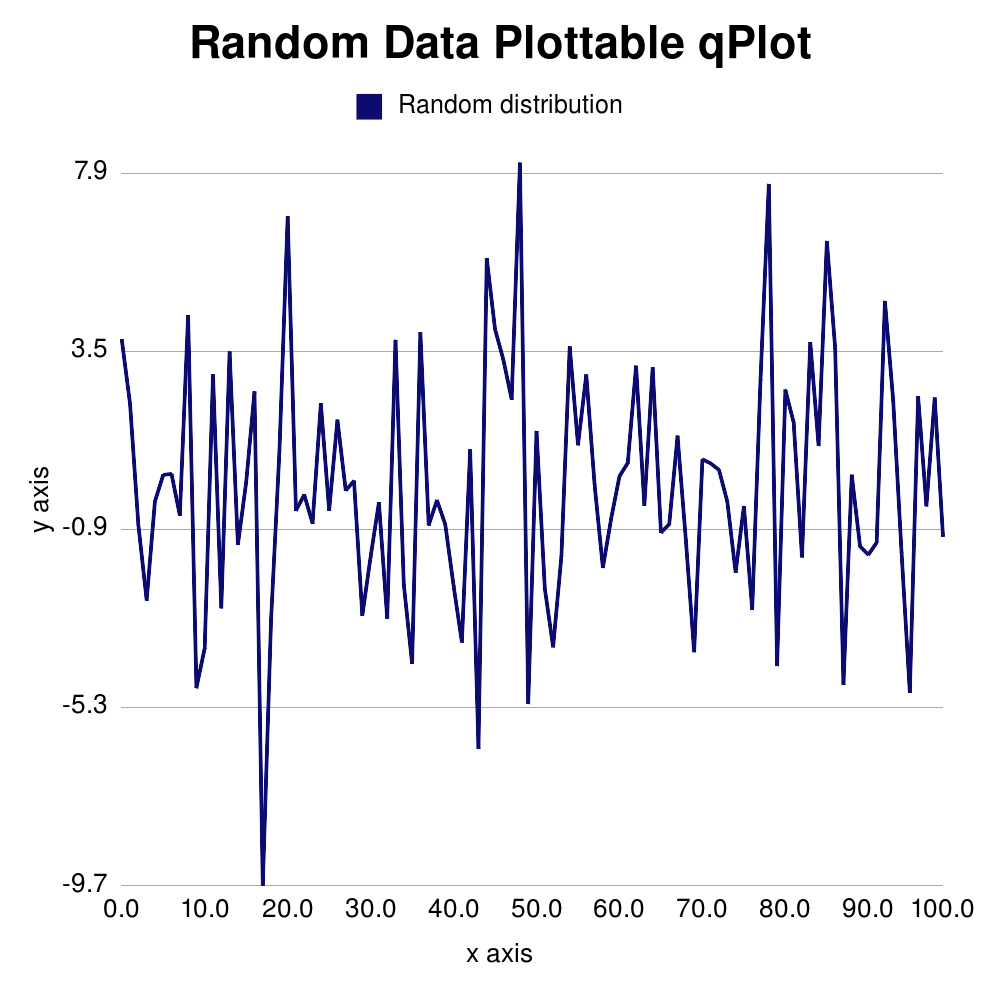 Random Data Plottable qPlot
Random distribution
7.9
3.5
-0.9
-5.3
-9.7
y axis
0.0 10.0 20.0 30.0 40.0 50.0 60.0 70.0 80.0 90.0 100.0
x axis